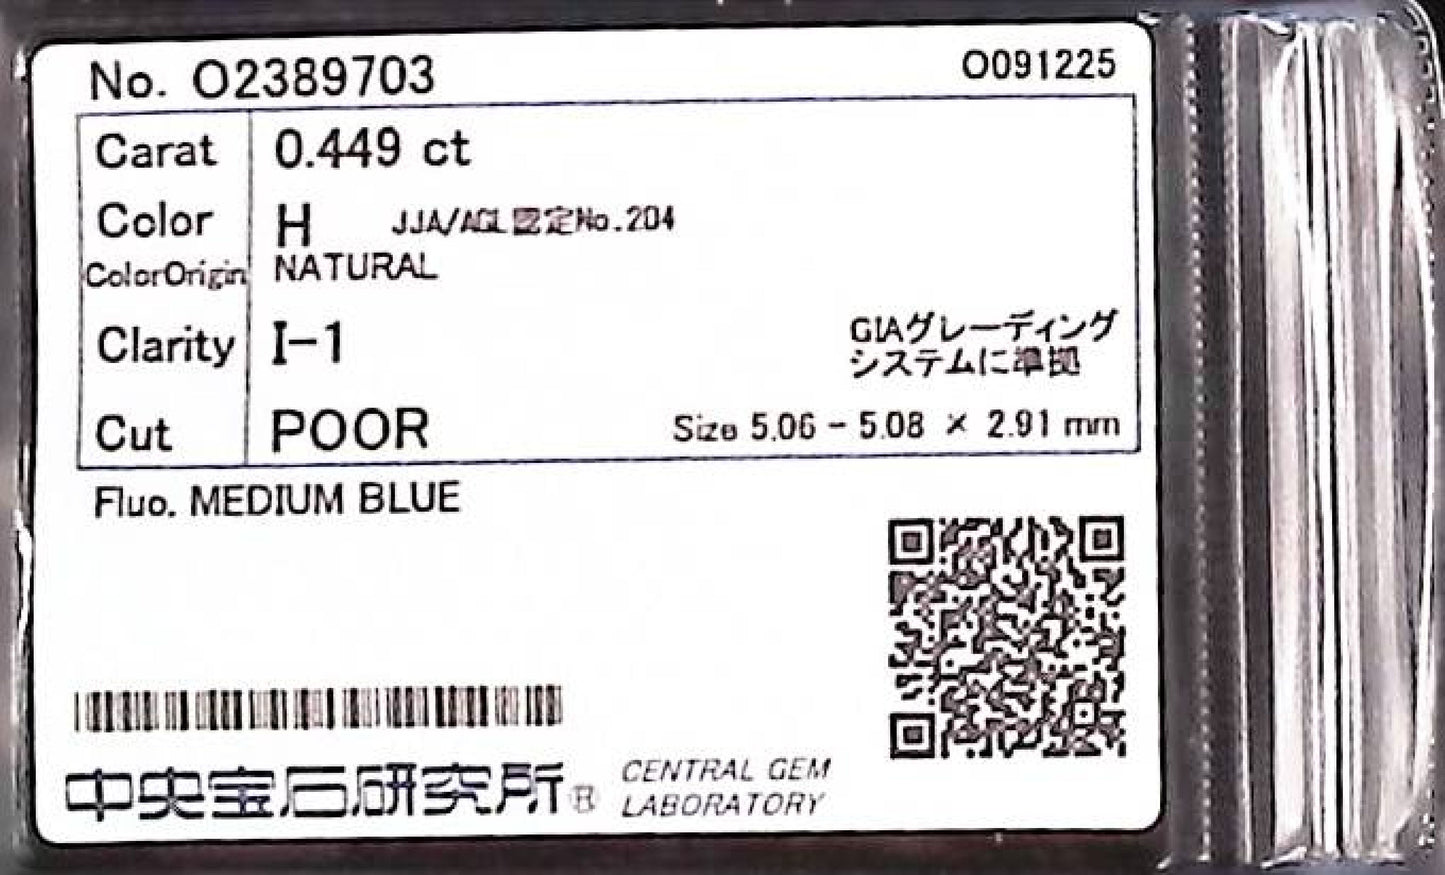 No. O2389703
O091225
Carat 0.449 ct
Color H JJA/AGL認定No.204
ColorOrigin NATURAL
Clarity I-1
GIAグレーディング
システムに準拠
Cut POOR Size 5.06 - 5.08 × 2.91 mm
Fluo. MEDIUM BLUE
中央宝石研究所® CENTRAL GEM
LABORATORY